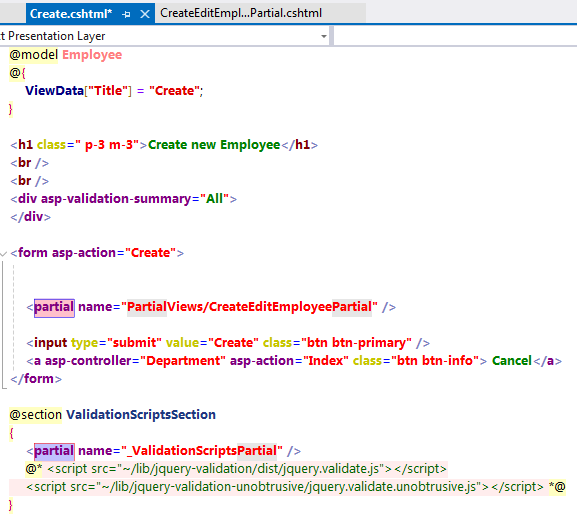 Create.cshtml* CreateEditEmpl...Partial.cshtml
t Presentation Layer
@model Employee
@{
ViewData["Title"] = "Create";
}
<h1 class=" p-3 m-3">Create new Employee</h1>
<br />
<br />
<div asp-validation-summary="All">
</div>
<form asp-action="Create">
<partial name="PartialViews/CreateEditEmployeePartial" />
<input type="submit" value="Create" class="btn btn-primary" />
<a asp-controller="Department" asp-action="Index" class="btn btn-info"> Cancel</a>
</form>
@section ValidationScriptsSection
{
<partial name="_ValidationScriptsPartial" />
@* <script src="~/lib/jquery-validation/dist/jquery.validate.js"></script>
<script src="~/lib/jquery-validation-unobtrusive/jquery.validate.unobtrusive.js"></script> *@
}